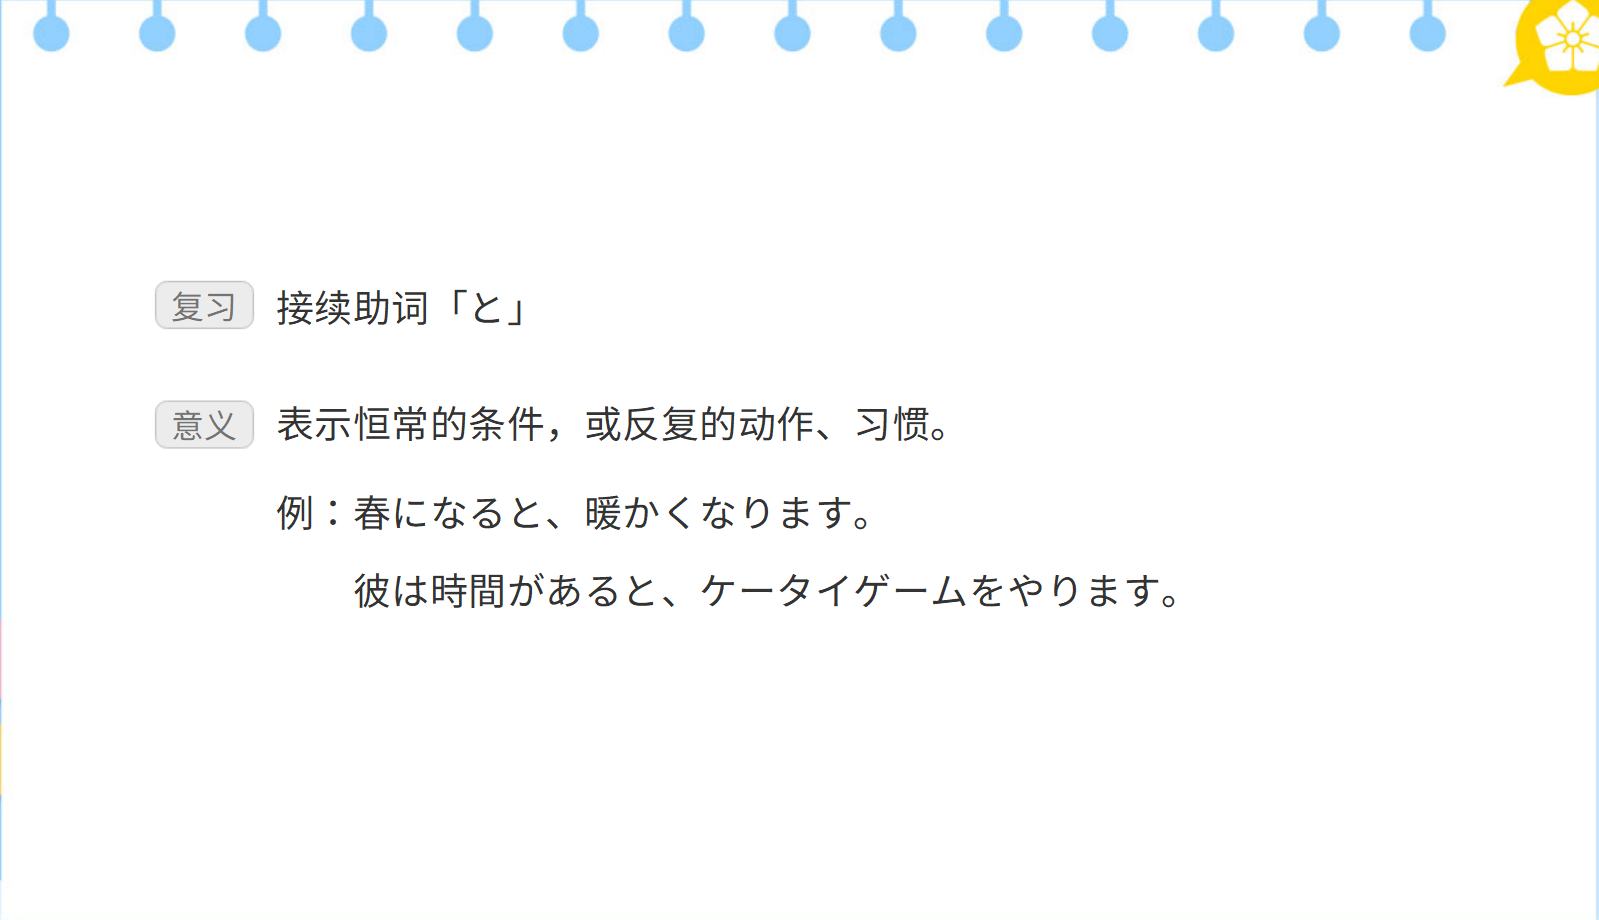 复习 接续助词「と」
意义 表示恒常的条件，或反复的动作、习惯。
例：春になると、暖かくなります。
彼は時間があると、ケータイゲームをやります。